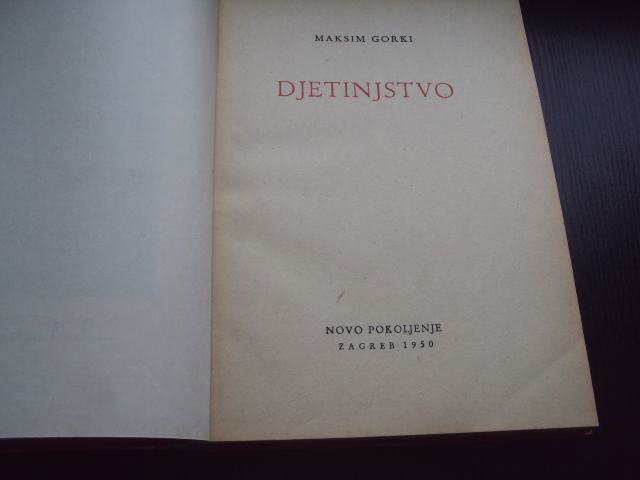 MAKSIM GORKI
DJETINJSTVO
NOVO POKOLJENJE
ZAGREB 1950